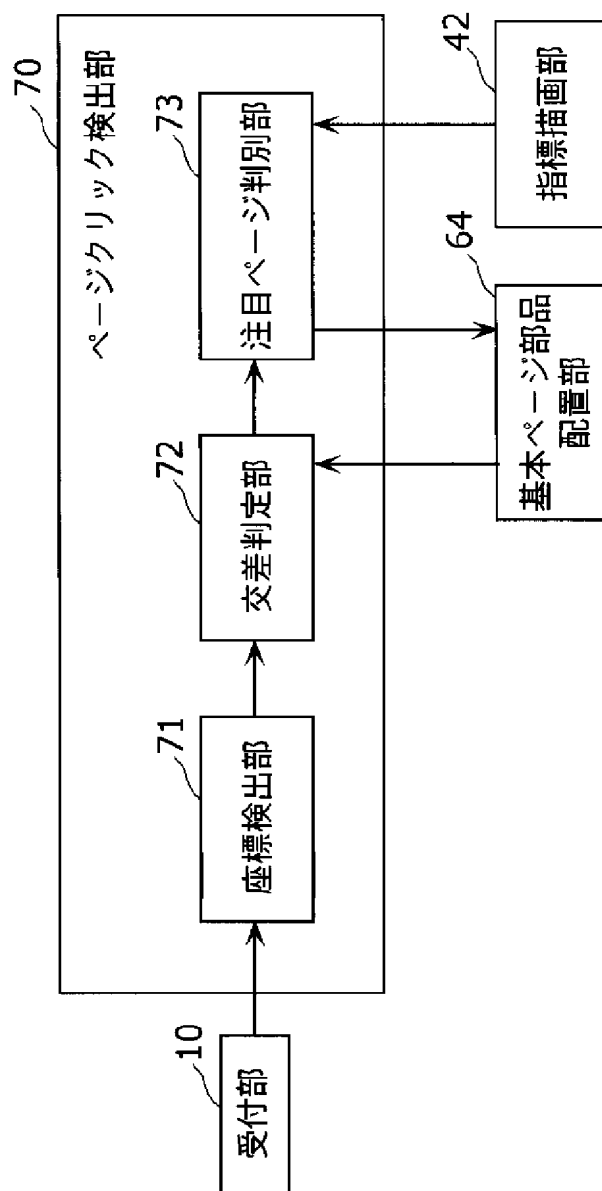 70
ページクリック検出部
10
受付部
71
座標検出部
72
交差判定部
73
注目ページ判別部
64
基本ページ部品
配置部
42
指標描画部